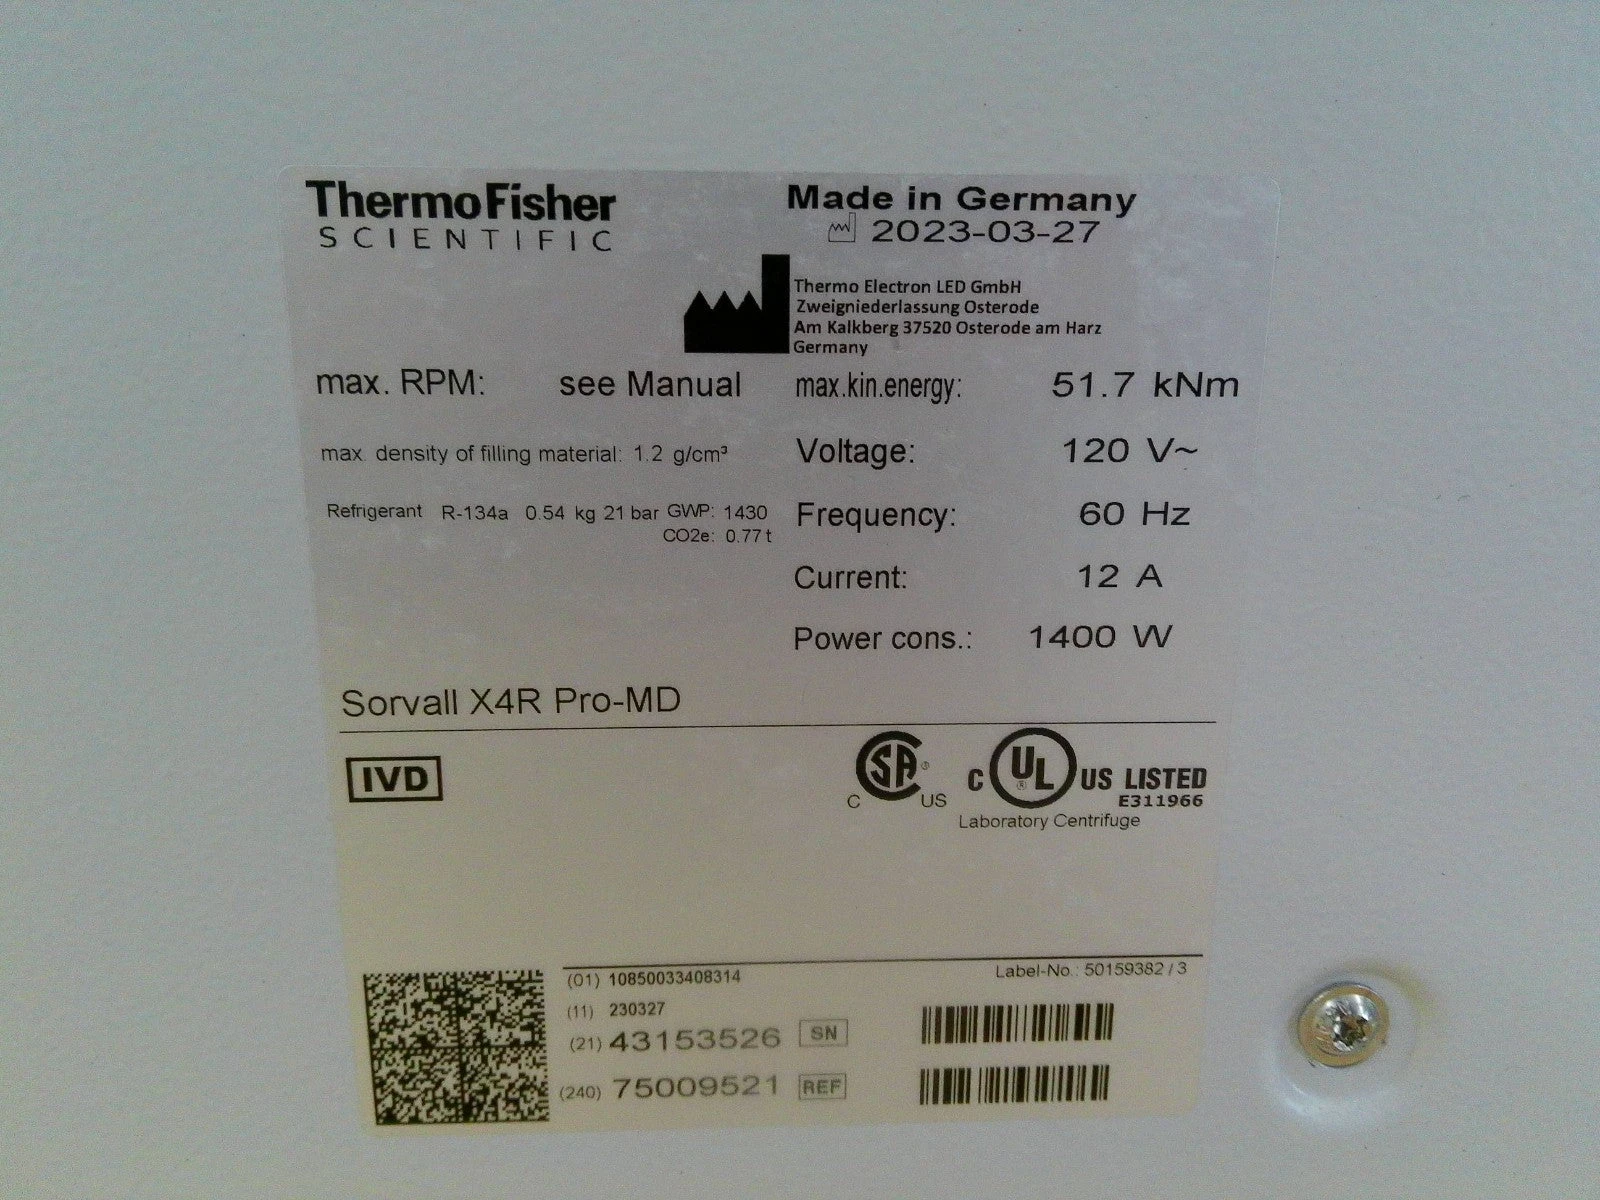 ThermoFisher
SCIENTIFIC
Made in Germany
2023-03-27
Thermo Electron LED GmbH
Zweigniederlassung Osterode
Am Kalkberg 37520 Osterode am Harz
Germany
max. RPM: see Manual
max.kin.energy: 51.7 kNm
max. density of filling material: 1.2 g/cm³
Voltage: 120 V~
Refrigerant R-134a 0.54 kg 21 bar GWP: 1430
CO2e: 0.77 t
Frequency: 60 Hz
Current: 12 A
Power cons.: 1400 W
Sorvall X4R Pro-MD
IVD
C SA ® US
C UL ® US LISTED
E311966
Laboratory Centrifuge
(01) 10850033408314
Label-No.: 50159382 / 3
(11) 230327
(21) 43153526 SN
(240) 75009521 REF